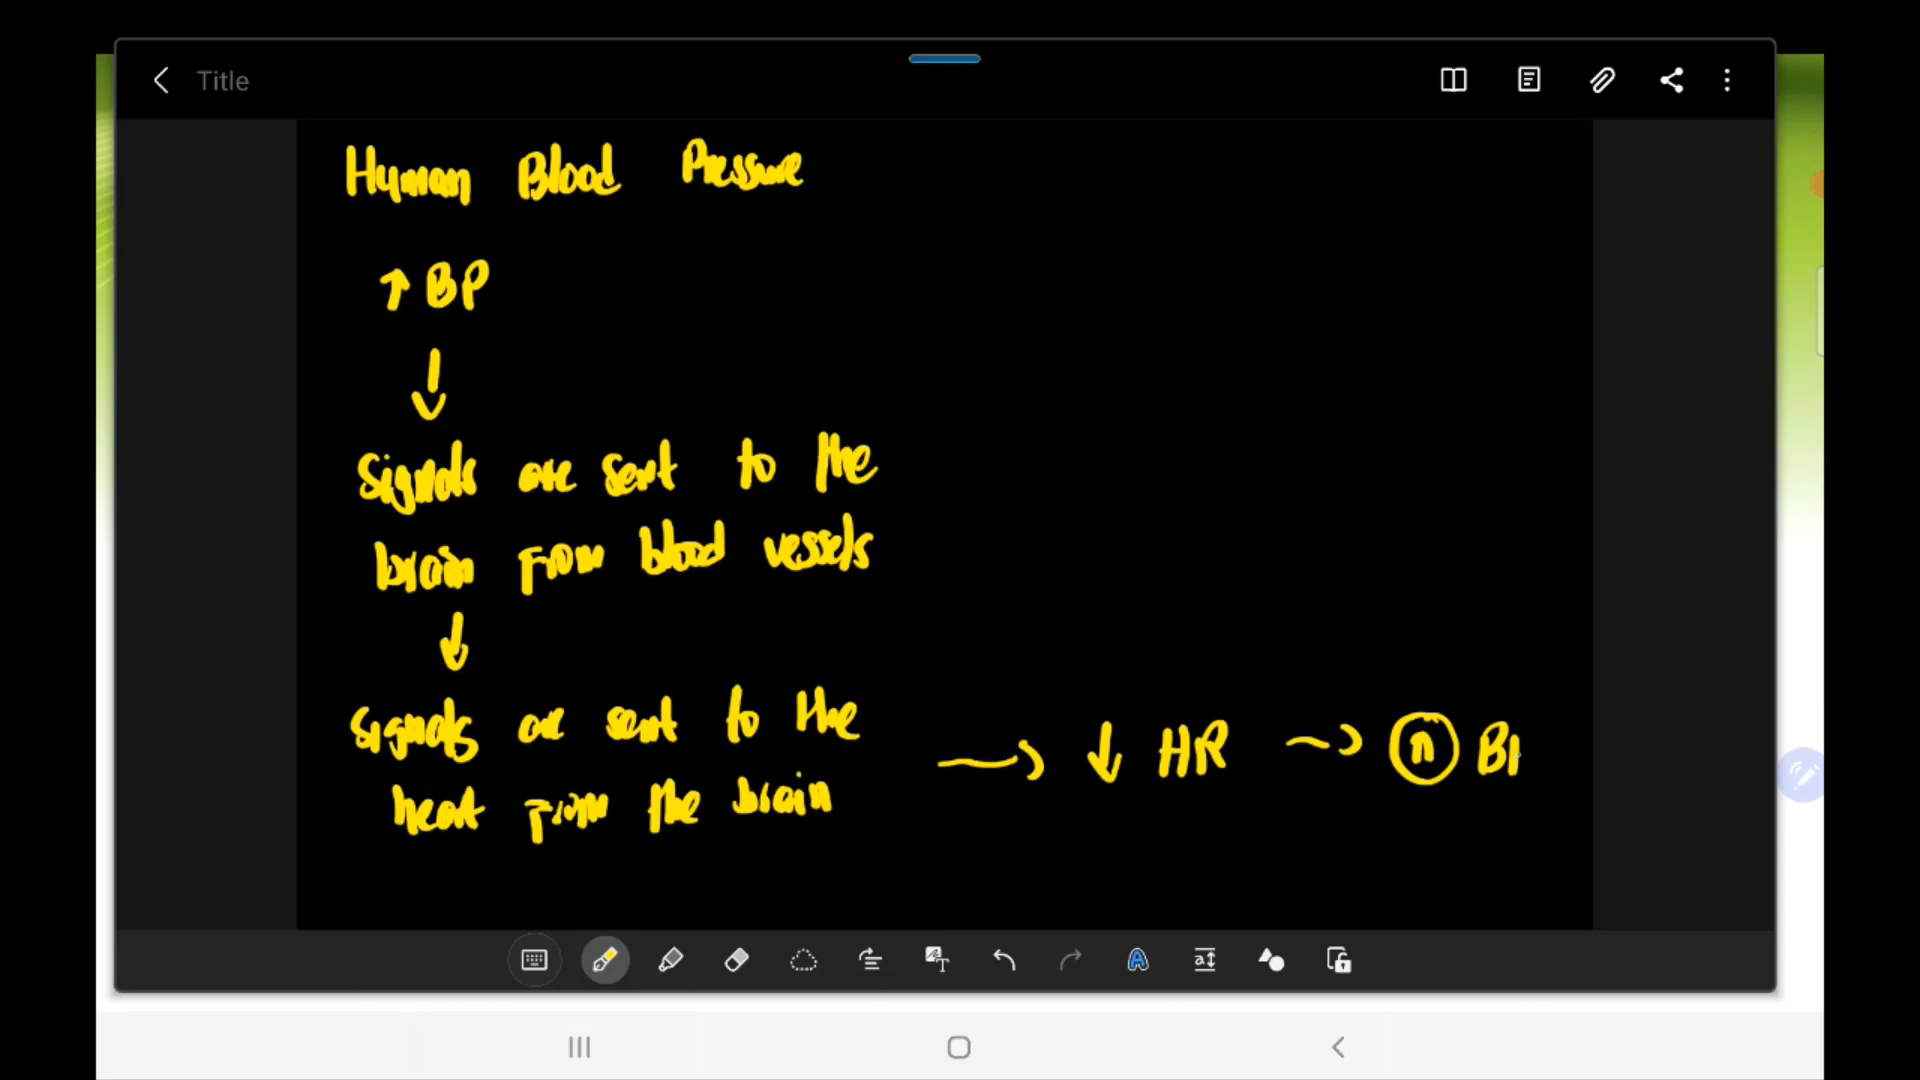 Title
Human Blood Pressure
↑ BP
↓
Signals are sent to the
brain from blood vessels
↓
Signals are sent to the
heart from the brain → ↓ HR → ⓝ BP